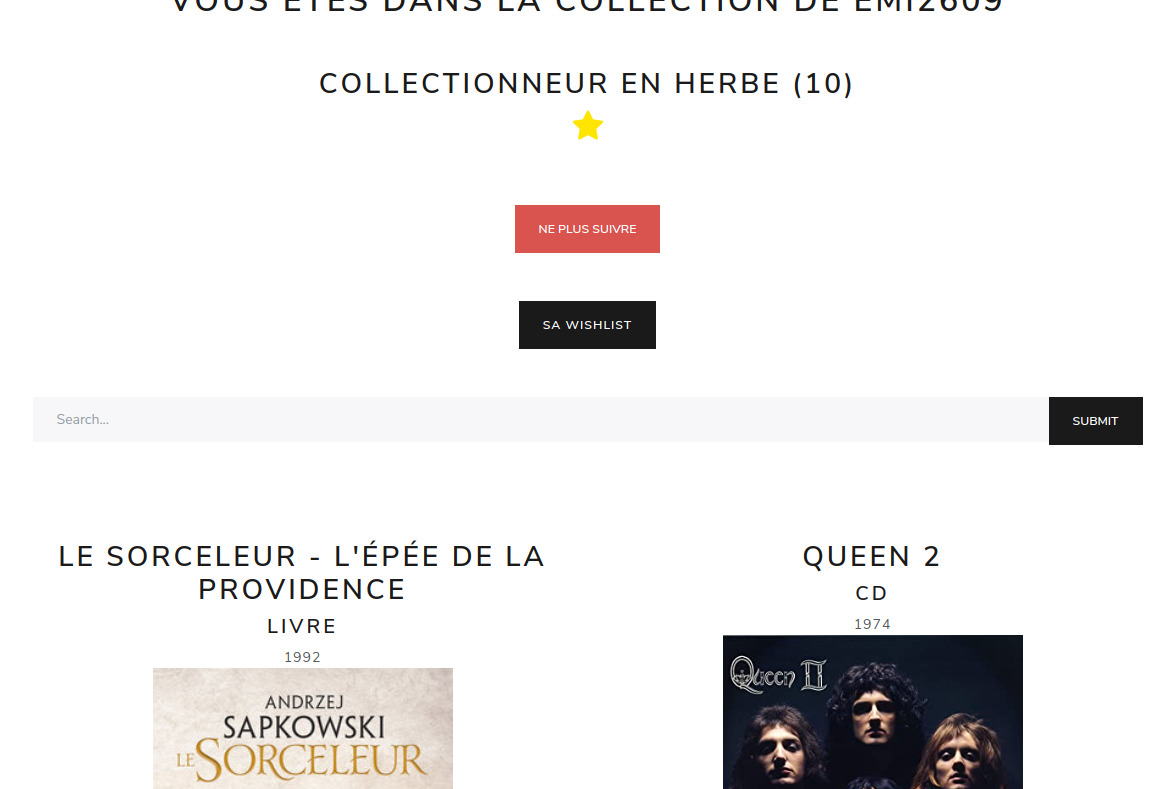 VOUS ÊTES DANS LA COLLECTION DE EMI2609
COLLECTIONNEUR EN HERBE (10)
NE PLUS SUIVRE
SA WISHLIST
Search...
SUBMIT
LE SORCELEUR - L'ÉPÉE DE LA
PROVIDENCE
LIVRE
1992
ANDRZEJ
SAPKOWSKI
LE SORCELEUR
QUEEN 2
CD
1974
Queen II